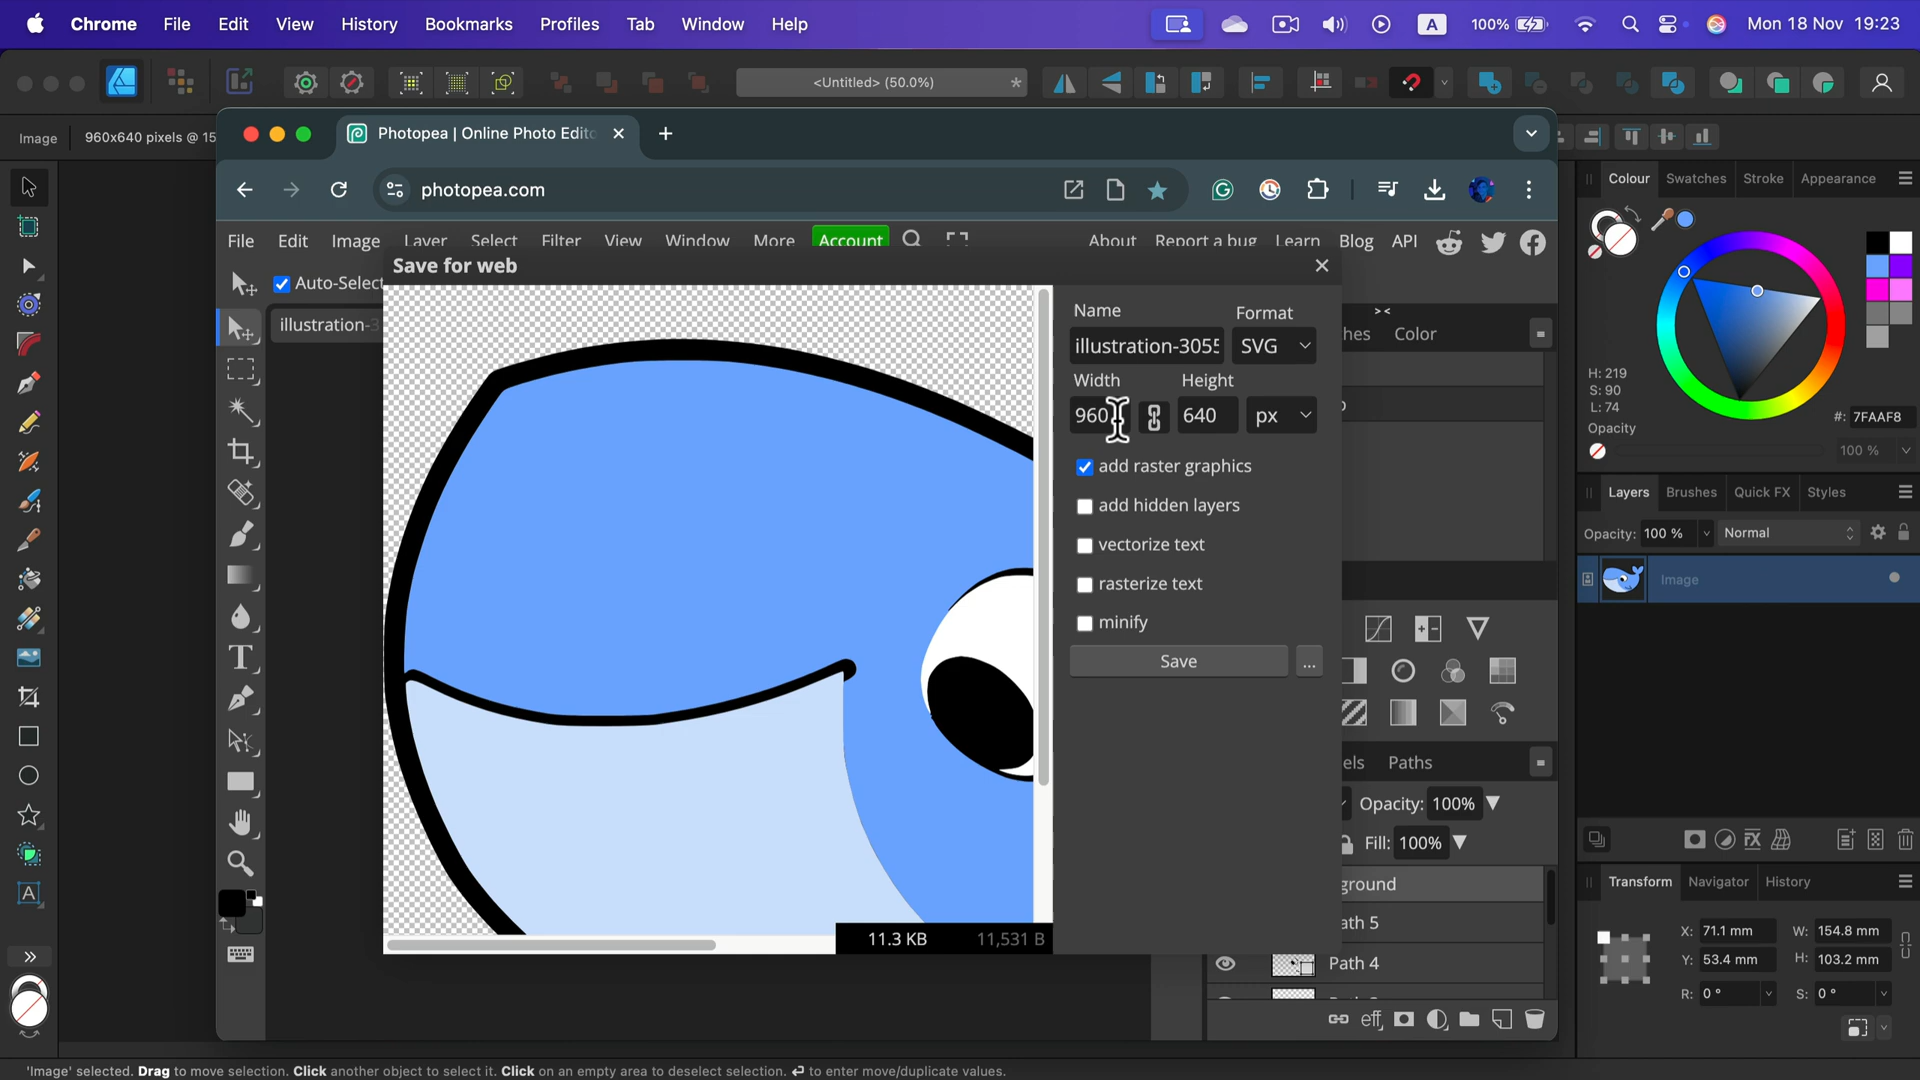 Chrome File Edit View History Bookmarks Profiles Tab Window Help A 100% Mon 18 Nov 19:23
<Untitled> (50.0%) *
Image 960x640 pixels @ 15
Photopea | Online Photo Edito
photopea.com
File Edit Image Layer Select Filter View Window More Account About Report a bug Learn Blog API
Auto-Select
illustration-3
Save for web
Name Format
illustration-3055 SVG
Width Height
960 640 px
add raster graphics
add hidden layers
vectorize text
rasterize text
minify
Save ...
11.3 KB 11,531 B
> <
hes Color
els Paths
Opacity: 100%
Fill: 100%
ground
ath 5
Path 4
eff
Colour Swatches Stroke Appearance
H: 219
S: 90
L: 74
#: 7FAAF8
Opacity
100 %
Layers Brushes Quick FX Styles
Opacity: 100 % Normal
Image
Transform Navigator History
X: 71.1 mm W: 154.8 mm
Y: 53.4 mm H: 103.2 mm
R: 0 ° S: 0 °
'Image' selected. Drag to move selection. Click another object to select it. Click on an empty area to deselect selection. ⏎ to enter move/duplicate values.